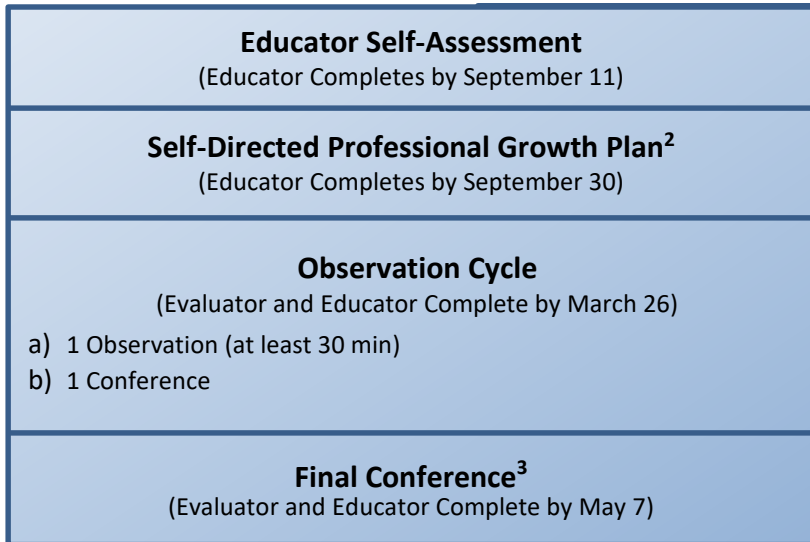 Educator Self-Assessment
(Educator Completes by September 11)
Self-Directed Professional Growth Plan²
(Educator Completes by September 30)
Observation Cycle
(Evaluator and Educator Complete by March 26)
a) 1 Observation (at least 30 min)
b) 1 Conference
Final Conference³
(Evaluator and Educator Complete by May 7)